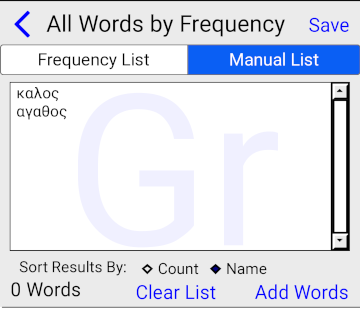 All Words by Frequency Save
Frequency List Manual List
καλος
αγαθος
Gr
Sort Results By: Count Name
0 Words Clear List Add Words